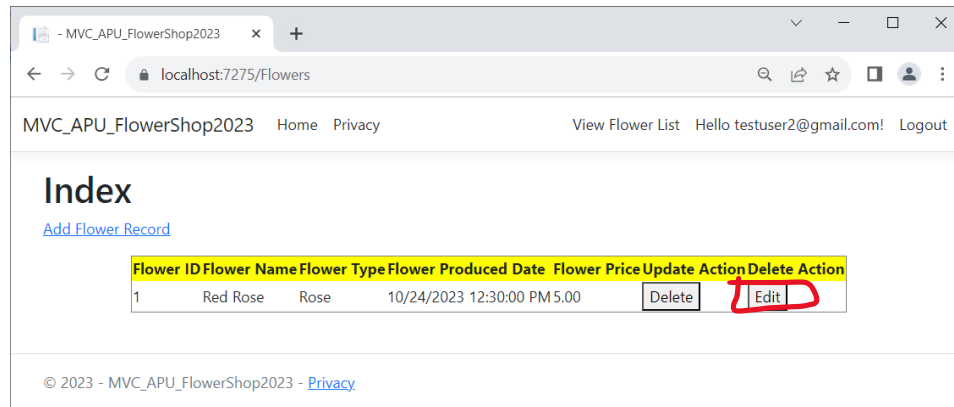 - MVC_APU_FlowerShop2023
localhost:7275/Flowers
MVC_APU_FlowerShop2023 Home Privacy View Flower List Hello testuser2@gmail.com! Logout
Index
Add Flower Record
Flower ID Flower Name Flower Type Flower Produced Date Flower Price Update Action Delete Action
1 Red Rose Rose 10/24/2023 12:30:00 PM 5.00 Delete Edit
© 2023 - MVC_APU_FlowerShop2023 - Privacy